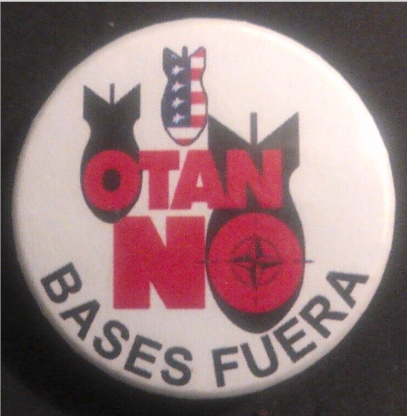 OTAN
NO
BASES FUERA